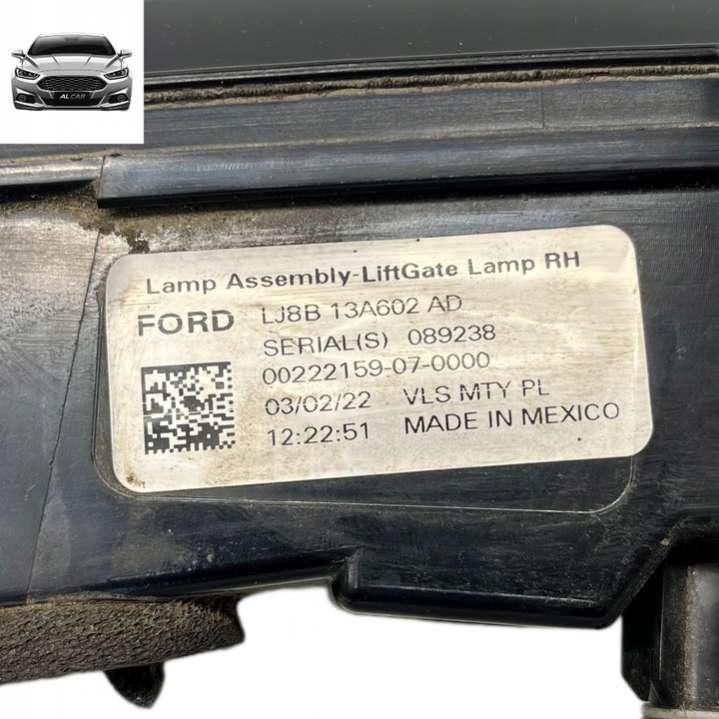 ALCAR
Lamp Assembly-LiftGate Lamp RH
FORD LJ8B 13A602 AD
SERIAL(S) 089238
00222159-07-0000
03/02/22 VLS MTY PL
12:22:51 MADE IN MEXICO